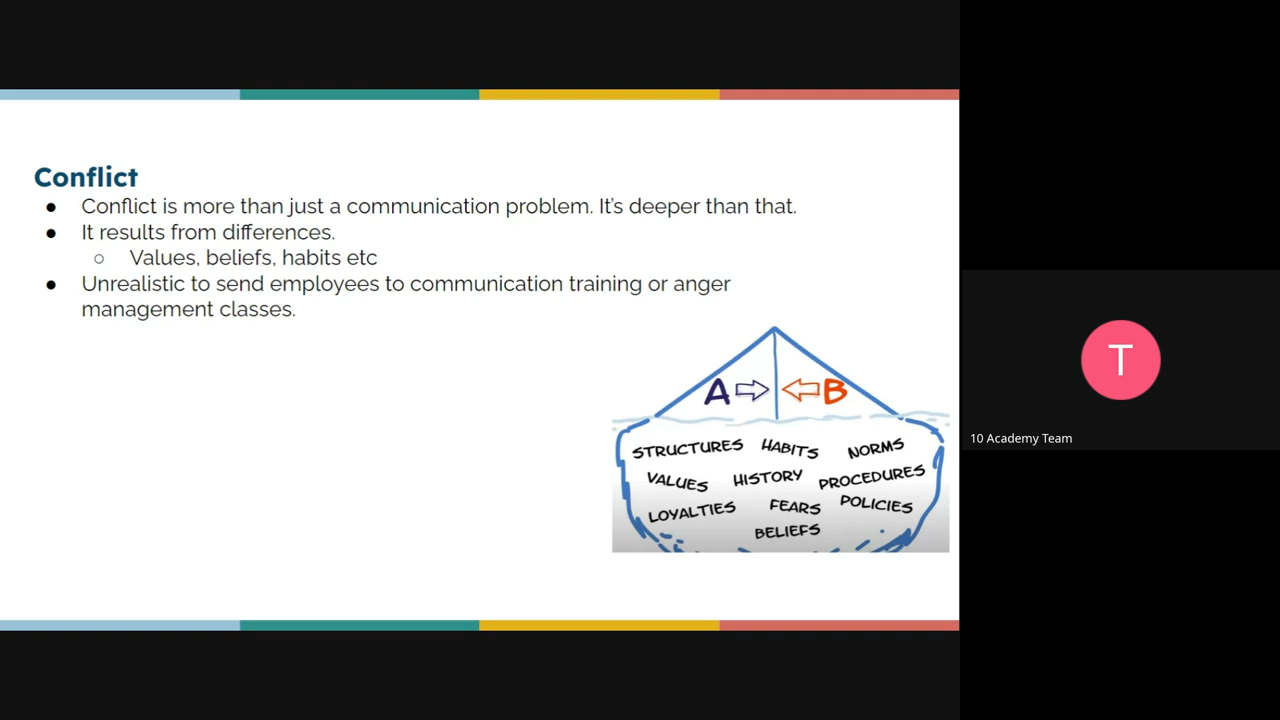 Conflict
● Conflict is more than just a communication problem. It's deeper than that.
● It results from differences.
○ Values, beliefs, habits etc
● Unrealistic to send employees to communication training or anger
management classes.
A B
STRUCTURES HABITS NORMS
VALUES HISTORY PROCEDURES
LOYALTIES FEARS POLICIES
BELIEFS
T
10 Academy Team